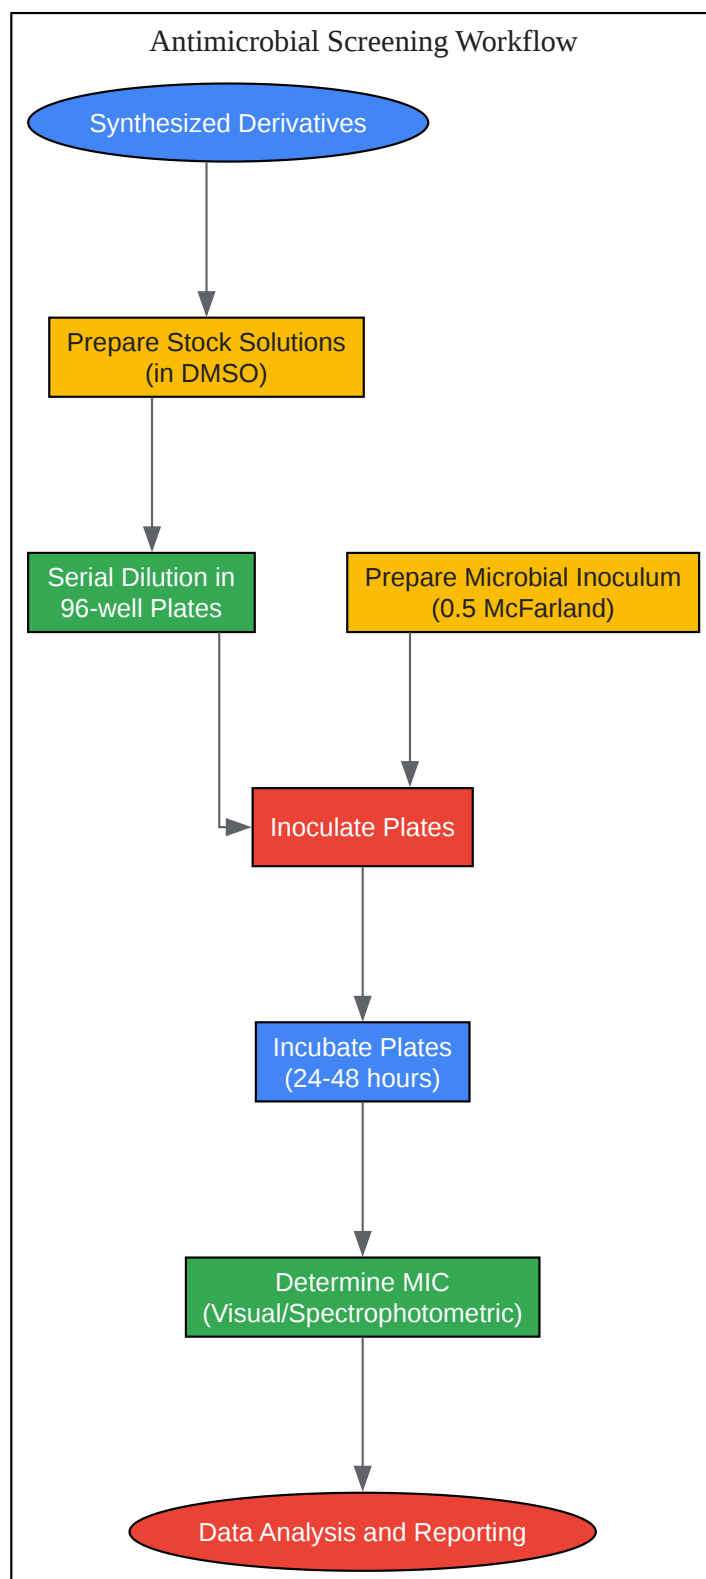 Antimicrobial Screening Workflow
Synthesized Derivatives
Prepare Stock Solutions
(in DMSO)
Serial Dilution in
96-well Plates
Prepare Microbial Inoculum
(0.5 McFarland)
Inoculate Plates
Incubate Plates
(24-48 hours)
Determine MIC
(Visual/Spectrophotometric)
Data Analysis and Reporting